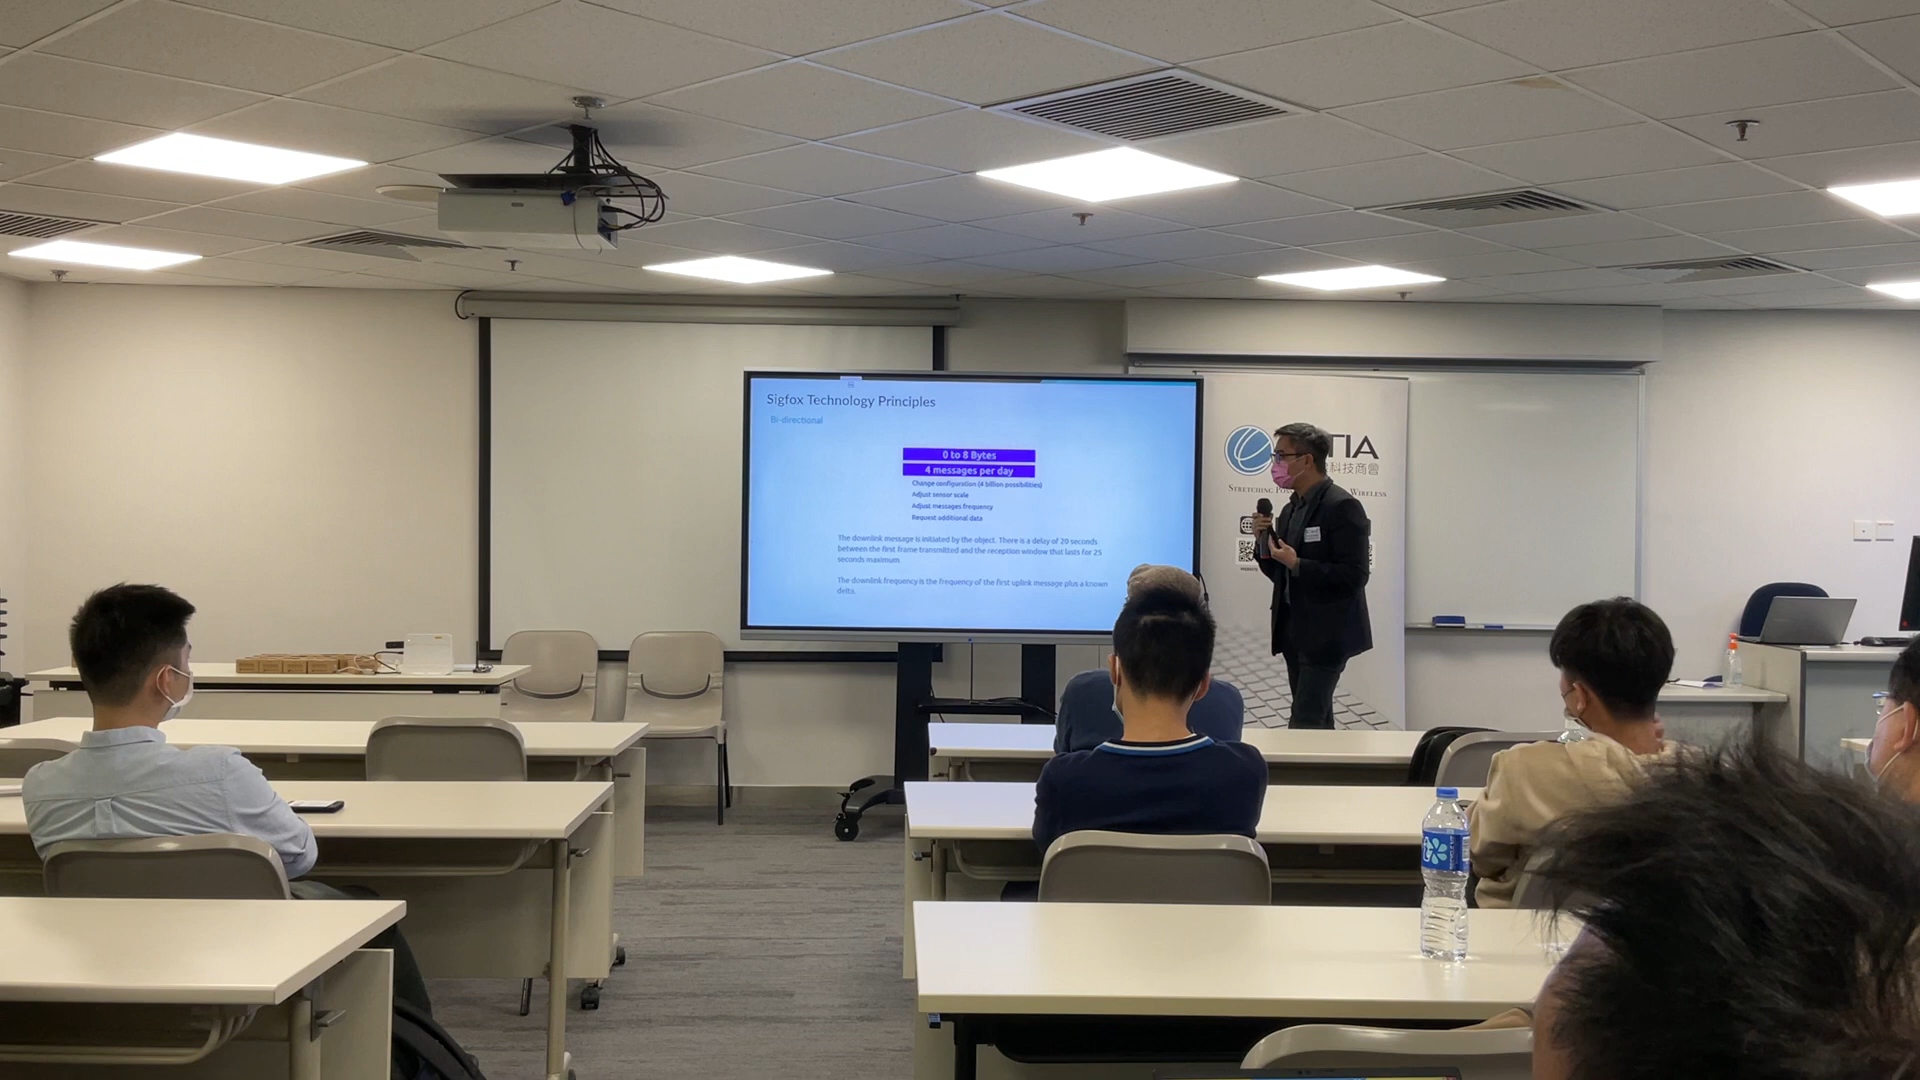 Sigfox Technology Principles
Bi-directional
0 to 8 Bytes
4 messages per day
Change configuration (4 billion possibilities)
Adjust sensor scale
Adjust messages frequency
Request additional data
The downlink message is initiated by the object. There is a delay of 20 seconds
between the first frame transmitted and the reception window that lasts for 25
seconds maximum.
The downlink frequency is the frequency of the first uplink message plus a known
delta.
TIA
科技商會
STRETCHING
WIRELESS